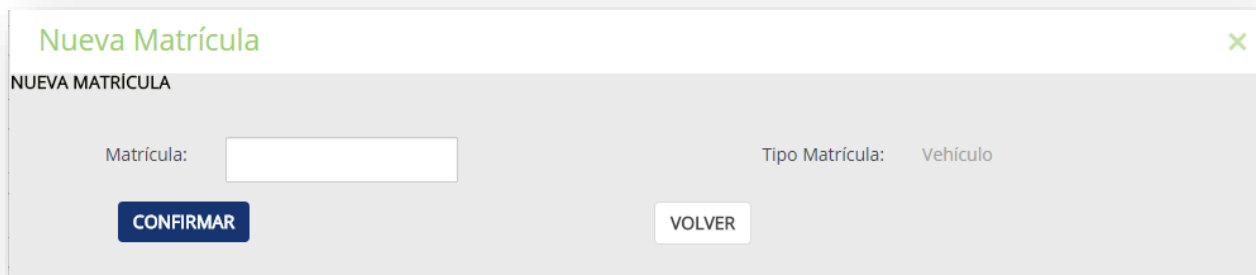 Nueva Matrícula
NUEVA MATRÍCULA
Matrícula: Tipo Matrícula: Vehículo
CONFIRMAR VOLVER